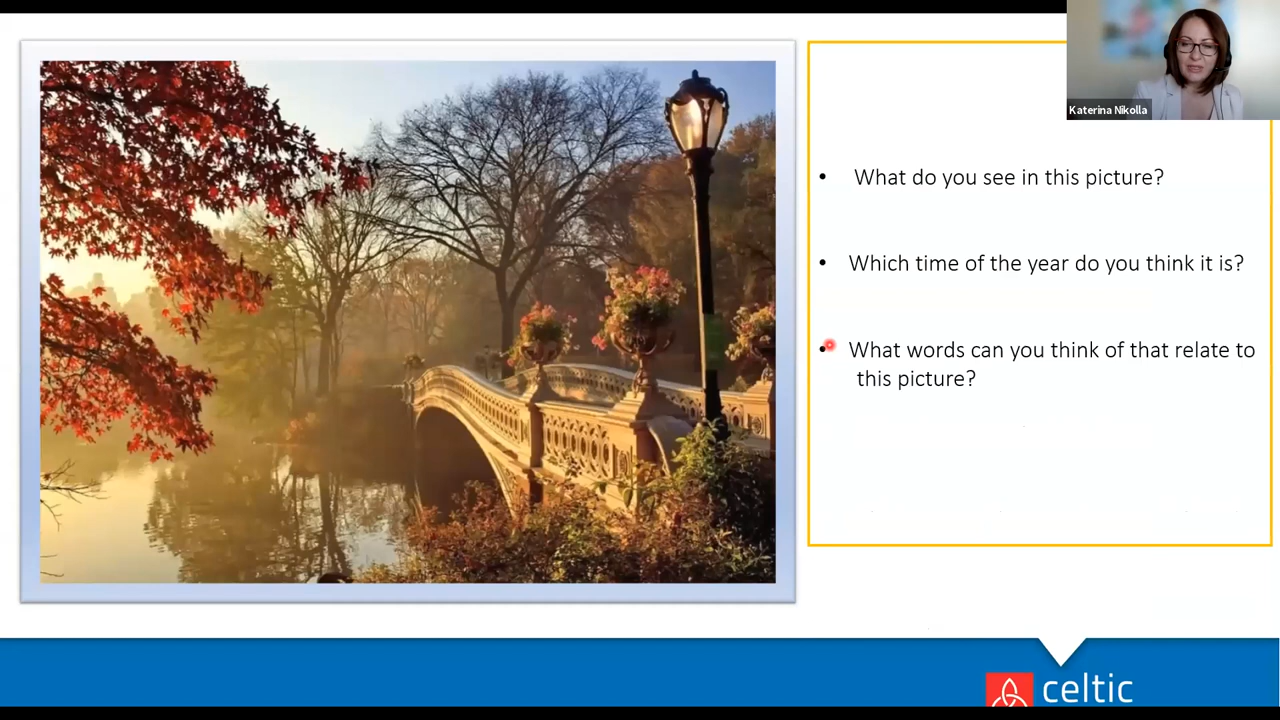 Katerina Nikolla
• What do you see in this picture?
• Which time of the year do you think it is?
• What words can you think of that relate to
this picture?
celtic